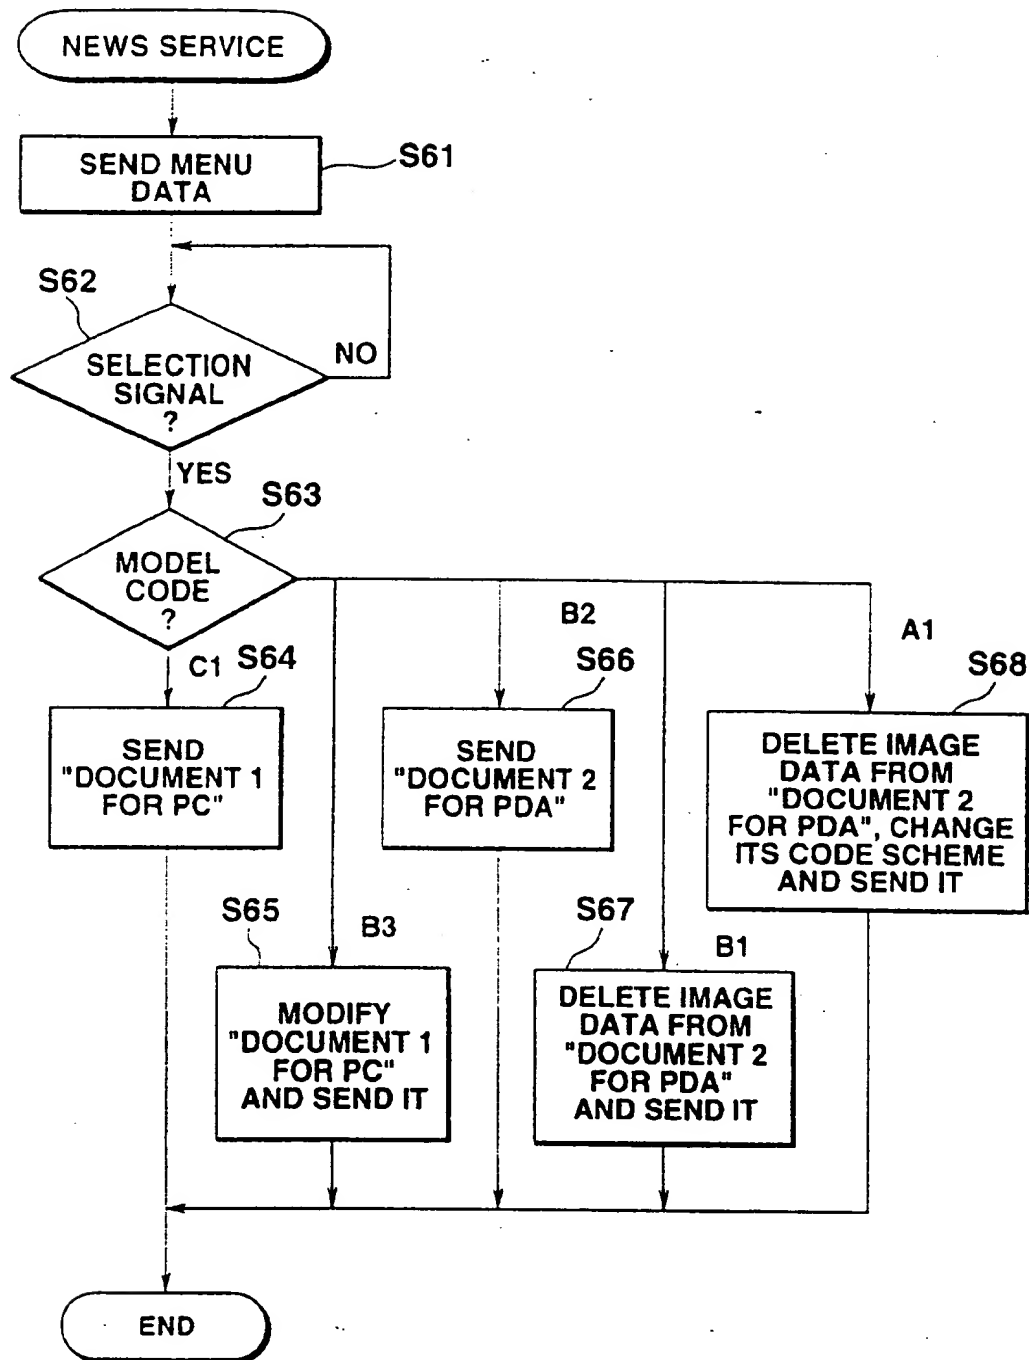 NEWS SERVICE
SEND MENU
DATA
S61
S62
SELECTION
SIGNAL
?
NO
YES
S63
MODEL
CODE
?
C1
S64
SEND
"DOCUMENT 1
FOR PC"
B2
S66
SEND
"DOCUMENT 2
FOR PDA"
A1
S68
DELETE IMAGE
DATA FROM
"DOCUMENT 2
FOR PDA", CHANGE
ITS CODE SCHEME
AND SEND IT
S65
B3
MODIFY
"DOCUMENT 1
FOR PC"
AND SEND IT
S67
B1
DELETE IMAGE
DATA FROM
"DOCUMENT 2
FOR PDA"
AND SEND IT
END